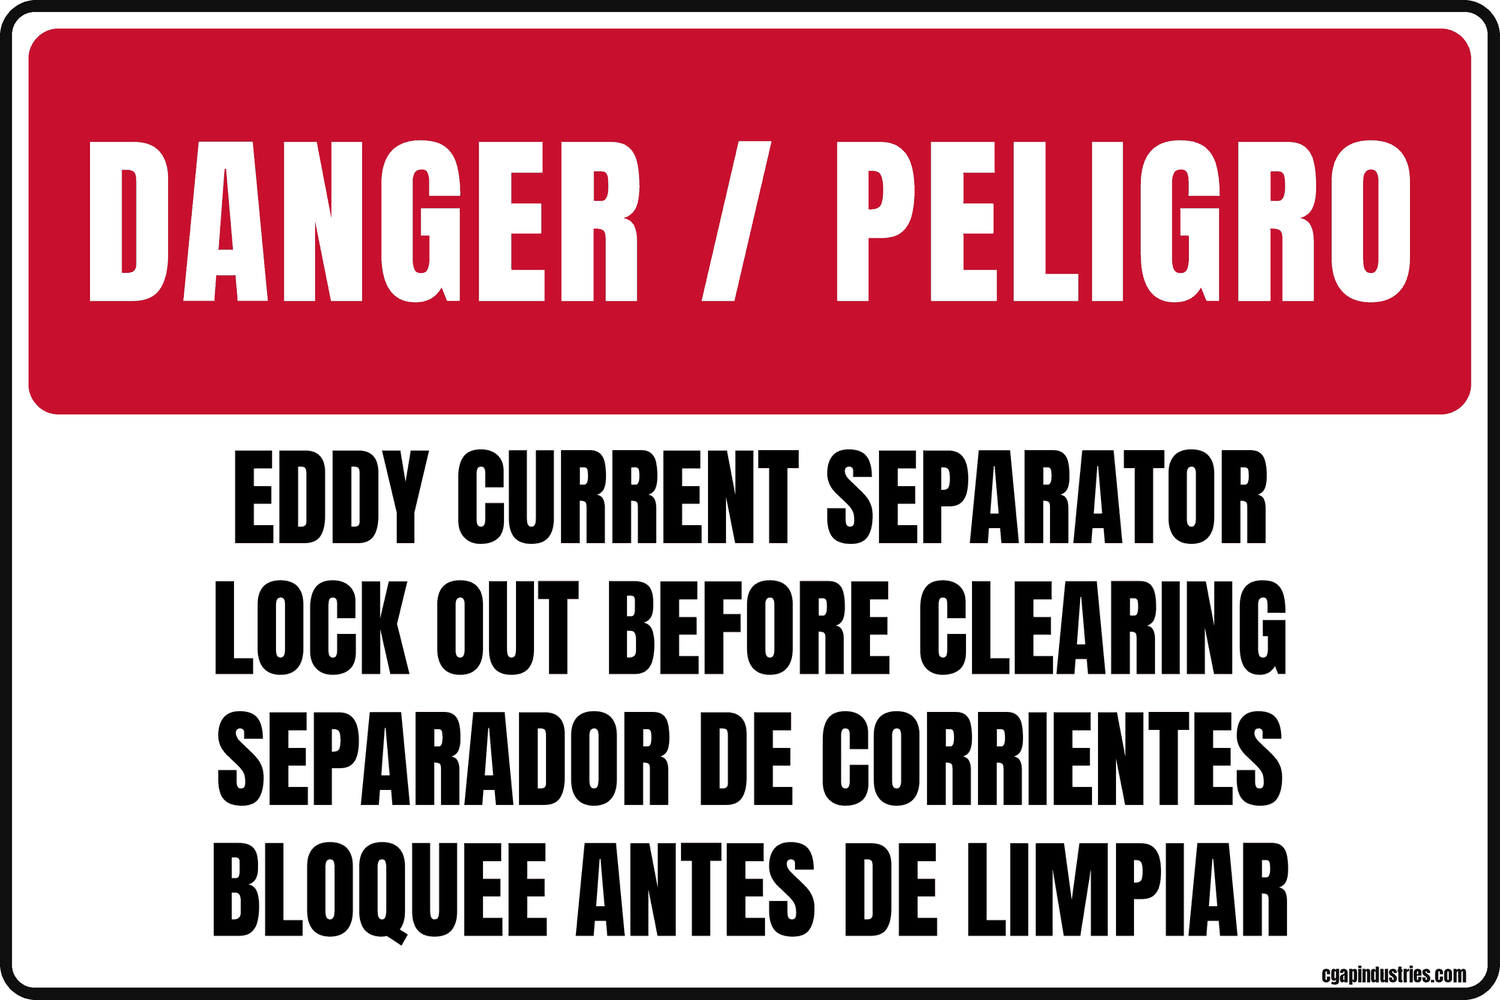 DANGER / PELIGRO
EDDY CURRENT SEPARATOR
LOCK OUT BEFORE CLEARING
SEPARADOR DE CORRIENTES
BLOQUEE ANTES DE LIMPIAR
cgapindustries.com